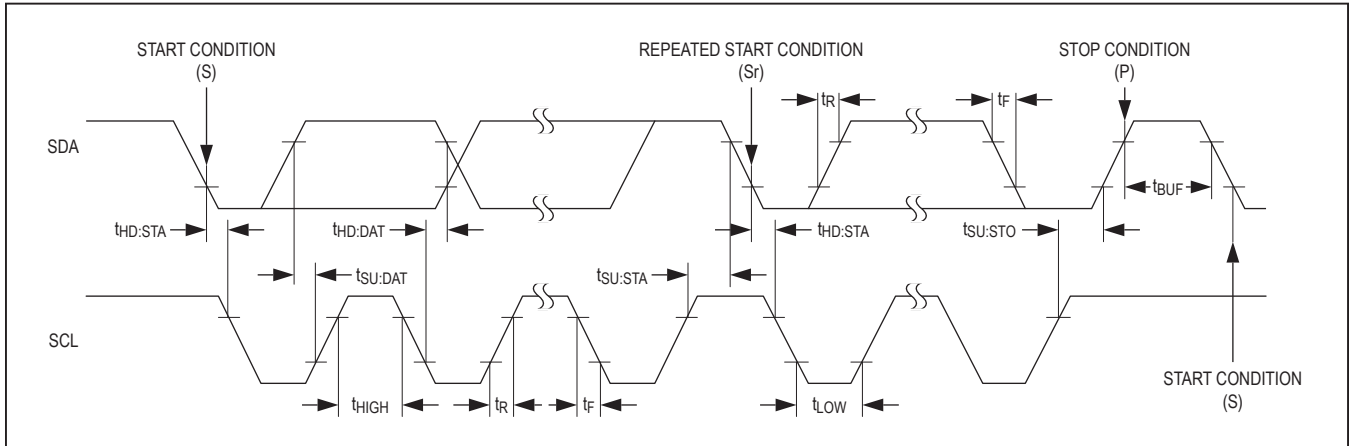 START CONDITION
(S)
REPEATED START CONDITION
(Sr)
STOP CONDITION
(P)
tR
tF
SDA
tBUF
tHD:STA
tHD:DAT
tHD:STA
tSU:STO
tSU:DAT
tSU:STA
SCL
tHIGH
tR
tF
tLOW
START CONDITION
(S)